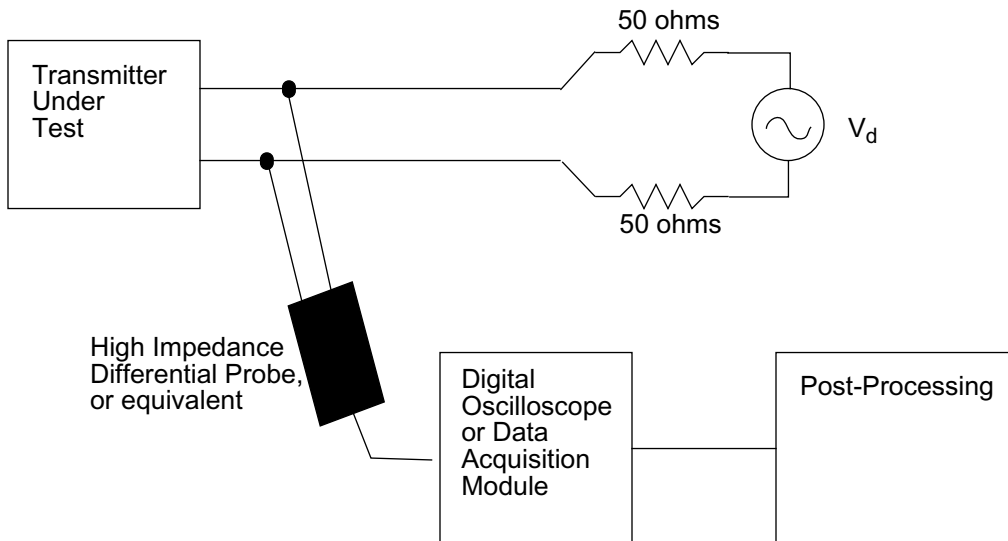 50 ohms
Transmitter
Under
Test
V_d
50 ohms
High Impedance
Differential Probe,
or equivalent
Digital
Oscilloscope
or Data
Acquisition
Module
Post-Processing